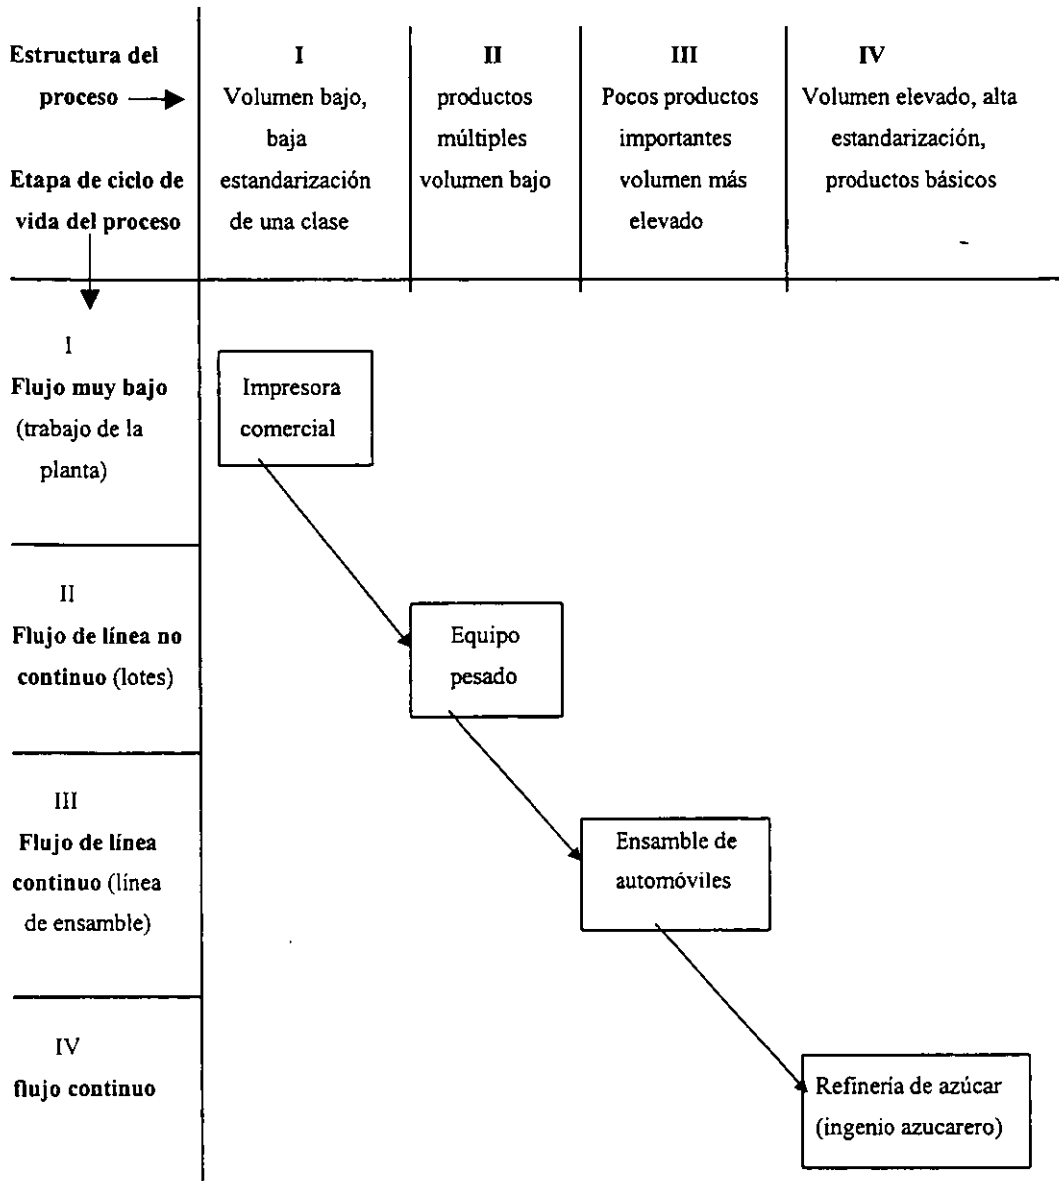 Estructura del
proceso
Etapa de ciclo de
vida del proceso
I
Volumen bajo,
baja
estandarización
de una clase
II
productos
múltiples
volumen bajo
III
Pocos productos
importantes
volumen más
elevado
IV
Volumen elevado, alta
estandarización,
productos básicos
I
Flujo muy bajo
(trabajo de la
planta)
Impresora
comercial
II
Flujo de línea no
continuo (lotes)
Equipo
pesado
III
Flujo de línea
continuo (línea
de ensamble)
Ensamble de
automóviles
IV
flujo continuo
Refinería de azúcar
(ingenio azucarero)